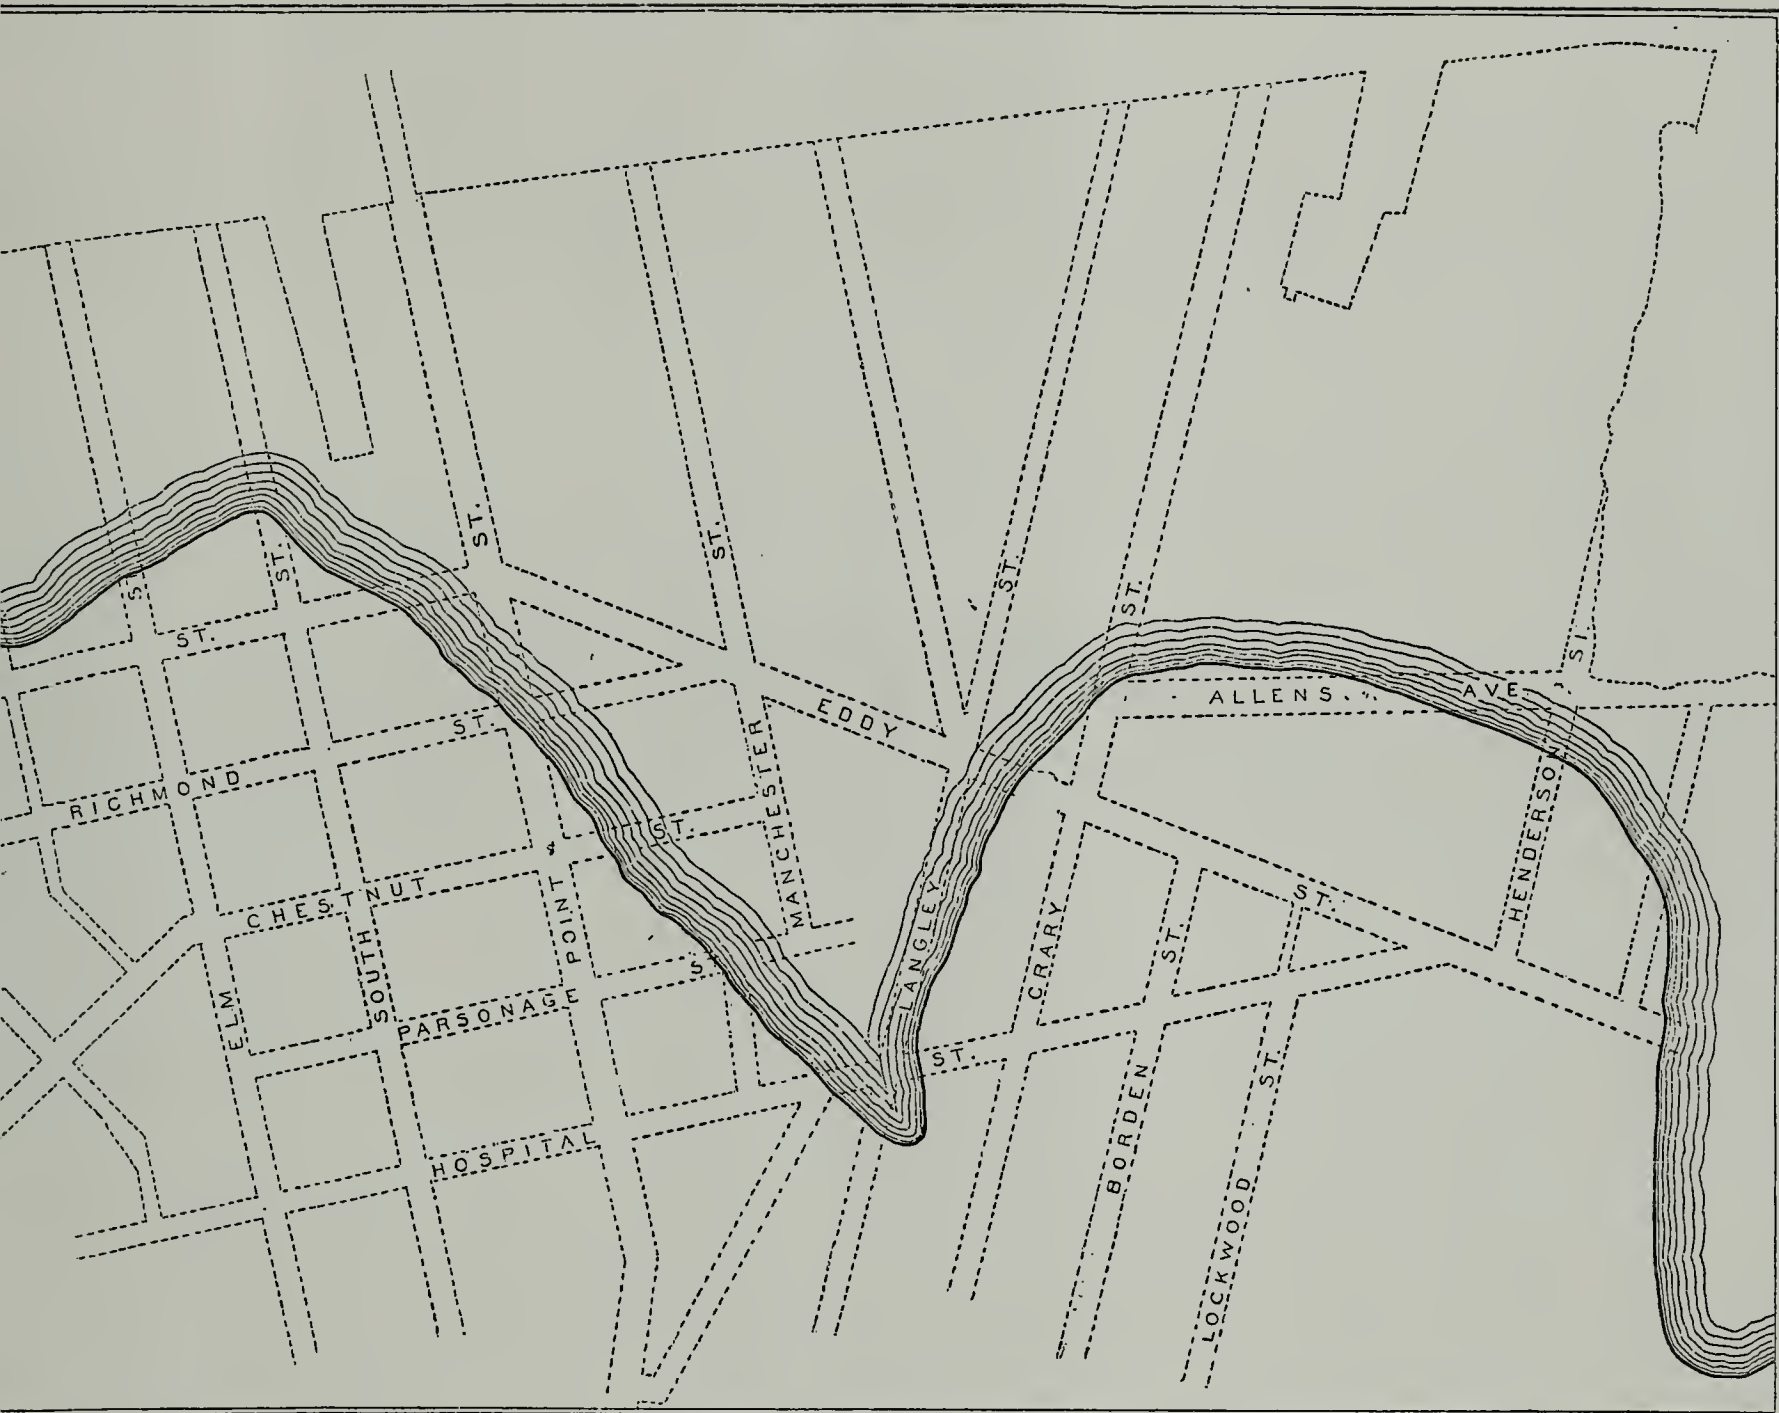 ST.
ST.
S
ST.
ST.
ST.
ST.
ST.
ST.
ALLENS AVE.
EDDY
RICHMOND ST.
MANCHESTER
ST.
CHESTNUT
HENDERSON
ST.
POINT
LANGLEY
CRARY
ST.
SOUTH
ELM
PARSONAGE ST.
ST.
HOSPITAL
BORDEN
LOCKWOOD ST.